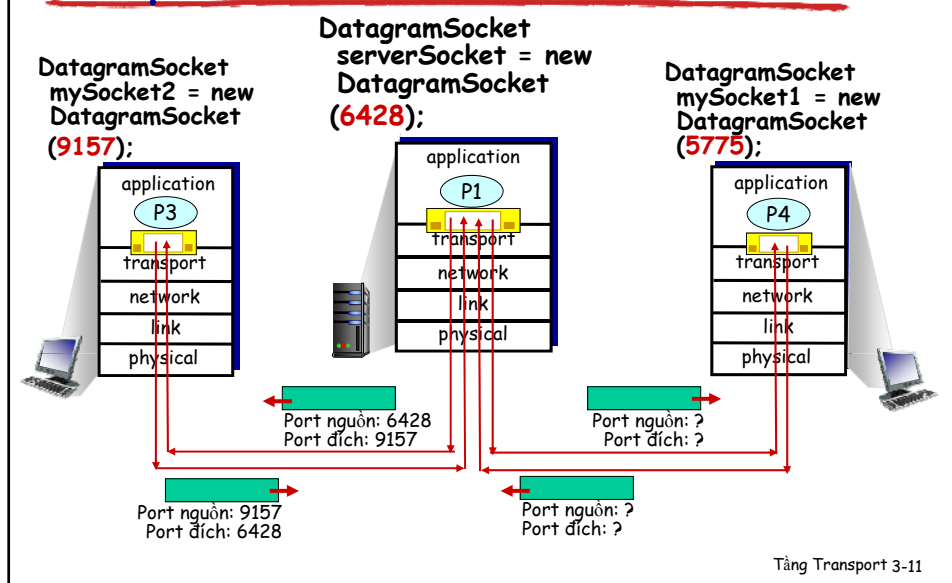 DatagramSocket
mySocket2 = new
DatagramSocket
(9157);
DatagramSocket
serverSocket = new
DatagramSocket
(6428);
DatagramSocket
mySocket1 = new
DatagramSocket
(5775);
application
P3
transport
network
link
physical
application
P1
transport
network
link
physical
application
P4
transport
network
link
physical
Port nguồn: 6428
Port đích: 9157
Port nguồn: ?
Port đích: ?
Port nguồn: 9157
Port đích: 6428
Port nguồn: ?
Port đích: ?
Tầng Transport 3-11